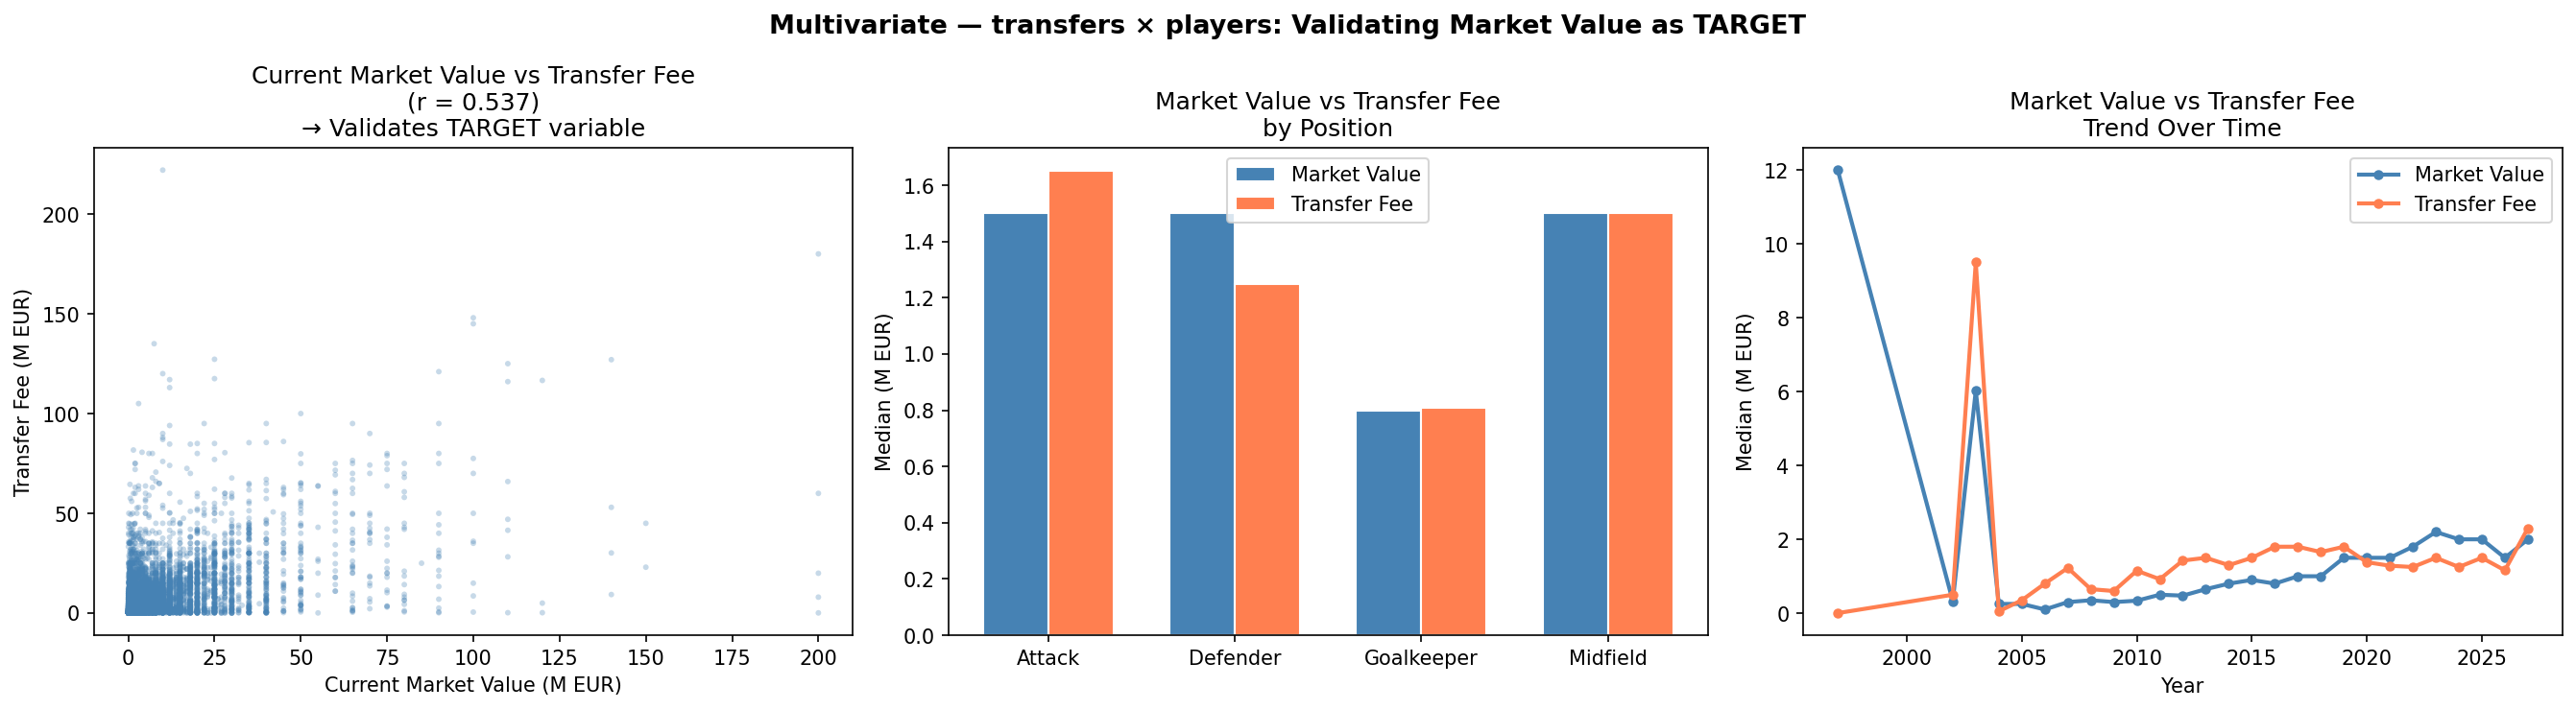 Multivariate — transfers × players: Validating Market Value as TARGET
Current Market Value vs Transfer Fee
(r = 0.537)
→ Validates TARGET variable
Transfer Fee (M EUR)
200
150
100
50
0
0 25 50 75 100 125 150 175 200
Current Market Value (M EUR)
Market Value vs Transfer Fee
by Position
Market Value
Transfer Fee
Median (M EUR)
1.6
1.4
1.2
1.0
0.8
0.6
0.4
0.2
0.0
Attack Defender Goalkeeper Midfield
Market Value vs Transfer Fee
Trend Over Time
Market Value
Transfer Fee
Median (M EUR)
12
10
8
6
4
2
0
2000 2005 2010 2015 2020 2025
Year